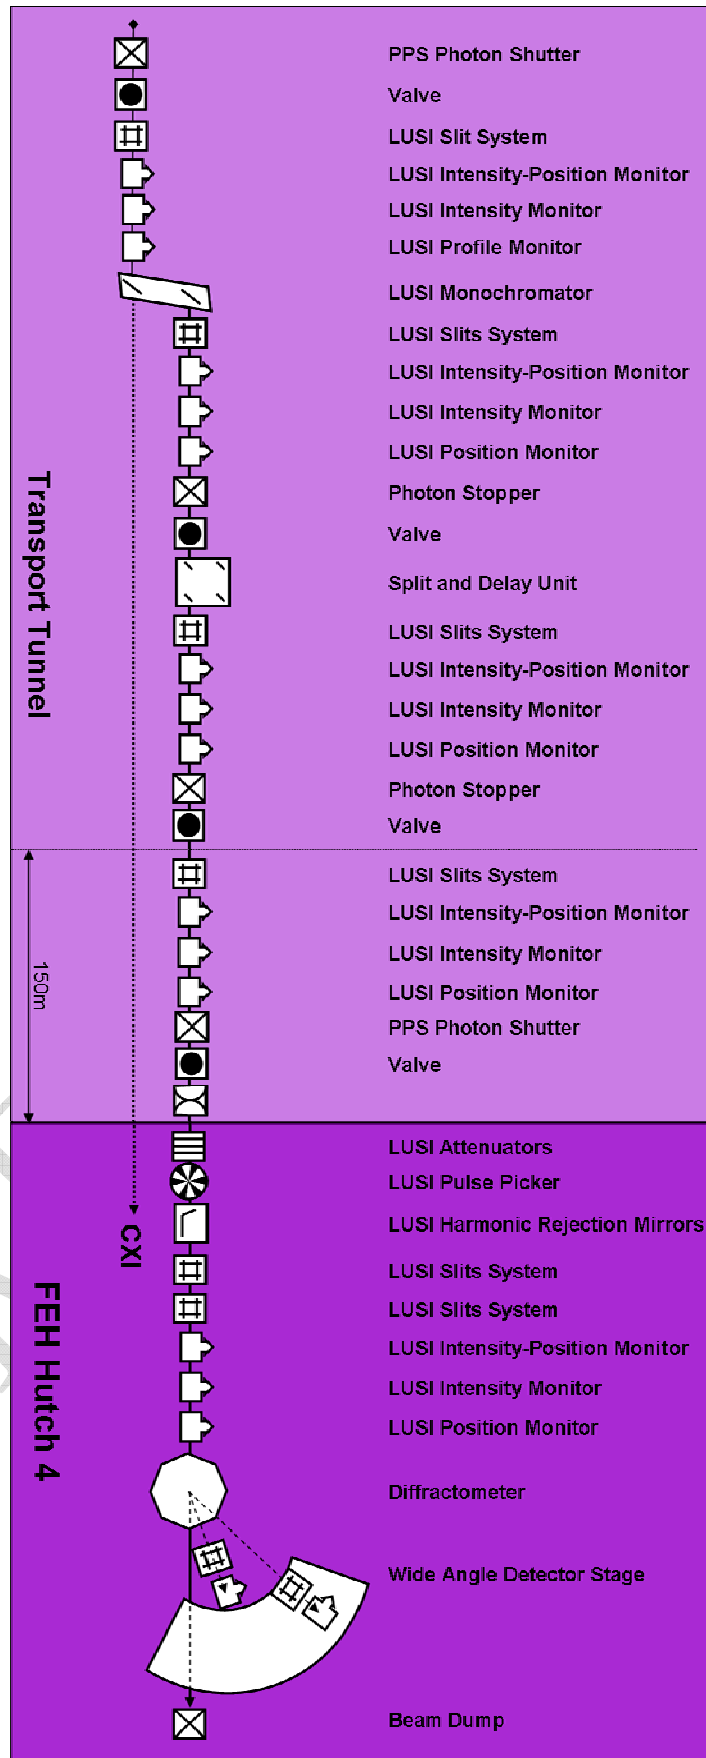 PPS Photon Shutter
Valve
LUSI Slit System
LUSI Intensity-Position Monitor
LUSI Intensity Monitor
LUSI Profile Monitor
LUSI Monochromator
LUSI Slits System
LUSI Intensity-Position Monitor
LUSI Intensity Monitor
LUSI Position Monitor
Photon Stopper
Valve
Split and Delay Unit
LUSI Slits System
LUSI Intensity-Position Monitor
LUSI Intensity Monitor
LUSI Position Monitor
Photon Stopper
Valve
Transport Tunnel
LUSI Slits System
LUSI Intensity-Position Monitor
LUSI Intensity Monitor
LUSI Position Monitor
PPS Photon Shutter
Valve
150m
LUSI Attenuators
LUSI Pulse Picker
LUSI Harmonic Rejection Mirrors
CXI
LUSI Slits System
LUSI Slits System
LUSI Intensity-Position Monitor
LUSI Intensity Monitor
LUSI Position Monitor
FEH Hutch 4
Diffractometer
Wide Angle Detector Stage
Beam Dump